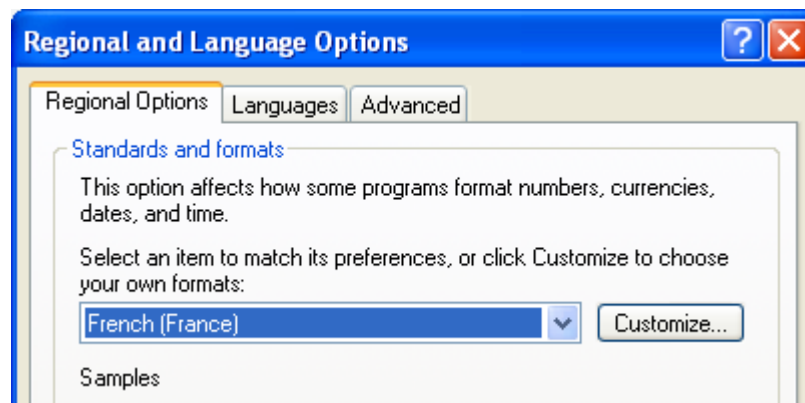 Regional and Language Options
Regional Options Languages Advanced
Standards and formats
This option affects how some programs format numbers, currencies,
dates, and time.
Select an item to match its preferences, or click Customize to choose
your own formats:
French (France) Customize...
Samples